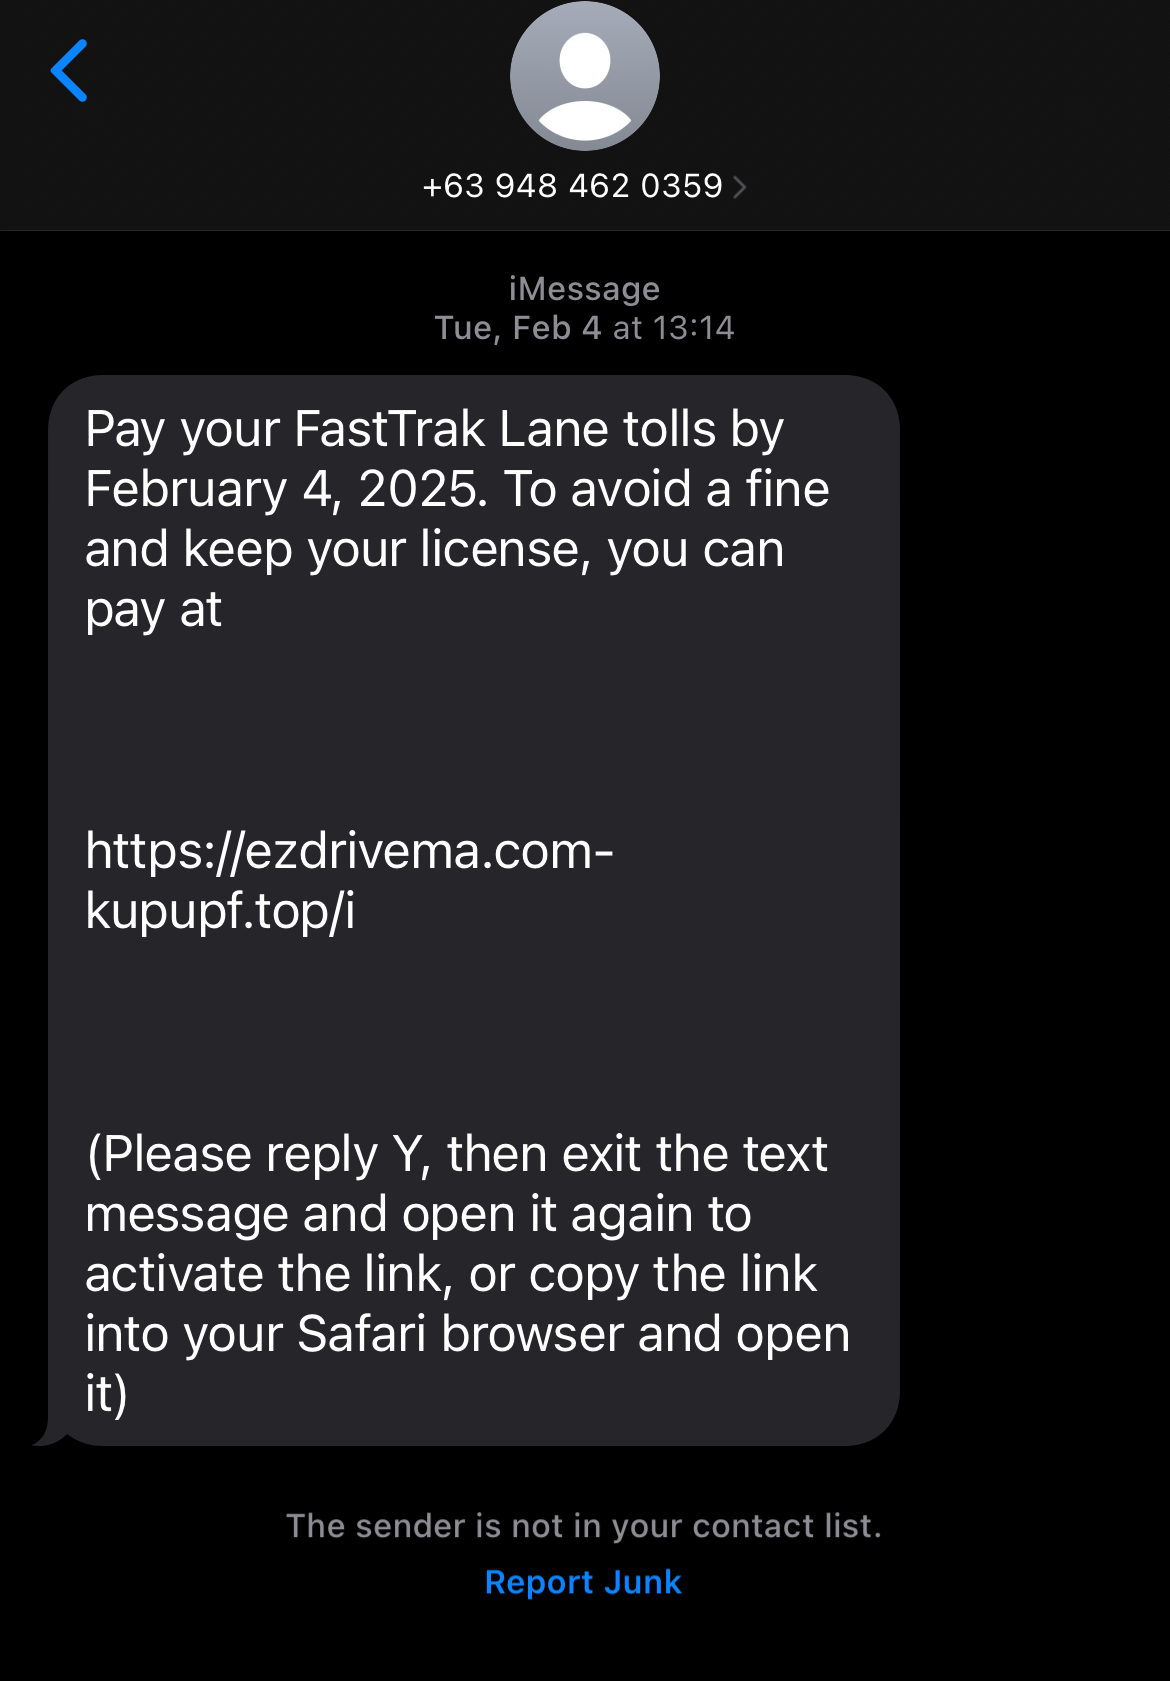 +63 948 462 0359
iMessage
Tue, Feb 4 at 13:14
Pay your FastTrak Lane tolls by
February 4, 2025. To avoid a fine
and keep your license, you can
pay at
https://ezdrivema.com-
kupupf.top/i
(Please reply Y, then exit the text
message and open it again to
activate the link, or copy the link
into your Safari browser and open
it)
The sender is not in your contact list.
Report Junk